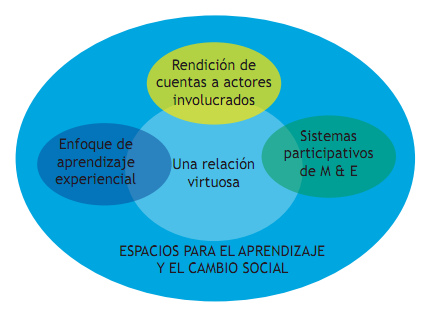 Rendición de
cuentas a actores
involucrados
Enfoque de
aprendizaje
experiencial
Una relación
virtuosa
Sistemas
participativos
de M & E
ESPACIOS PARA EL APRENDIZAJE
Y EL CAMBIO SOCIAL